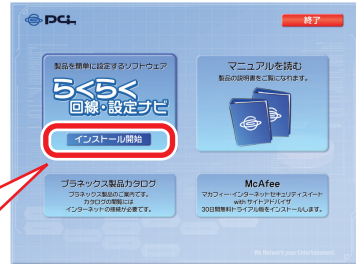 PCi
終了
製品を簡単に設定するソフトウェア
らくらく
回線・設定ナビ
インストール開始
マニュアルを読む
製品の説明書をご覧になれます。
プラネックス製品カタログ
プラネックス製品のご案内です。
カタログの閲覧には
インターネットの接続が必要です。
McAfee
マカフィー・インターネットセキュリティスイート
with サイトアドバイザ
30日間無料トライアル版をインストールします。
We Network your Entertainment